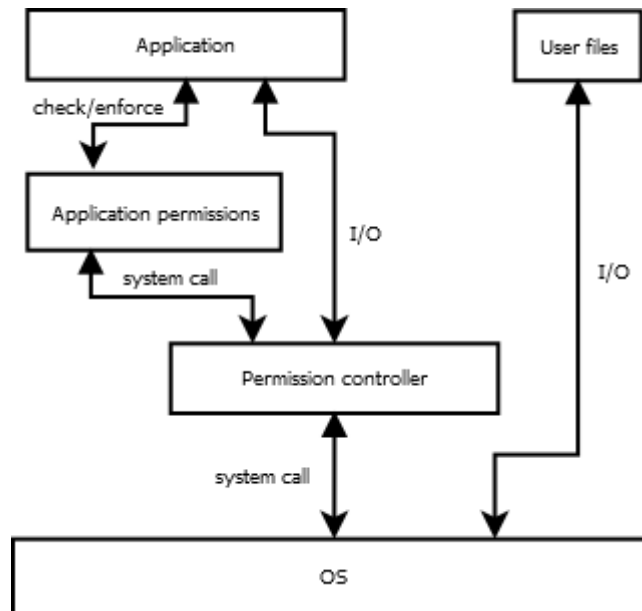 Application
User files
check/enforce
Application permissions
I/O
I/O
system call
Permission controller
system call
OS